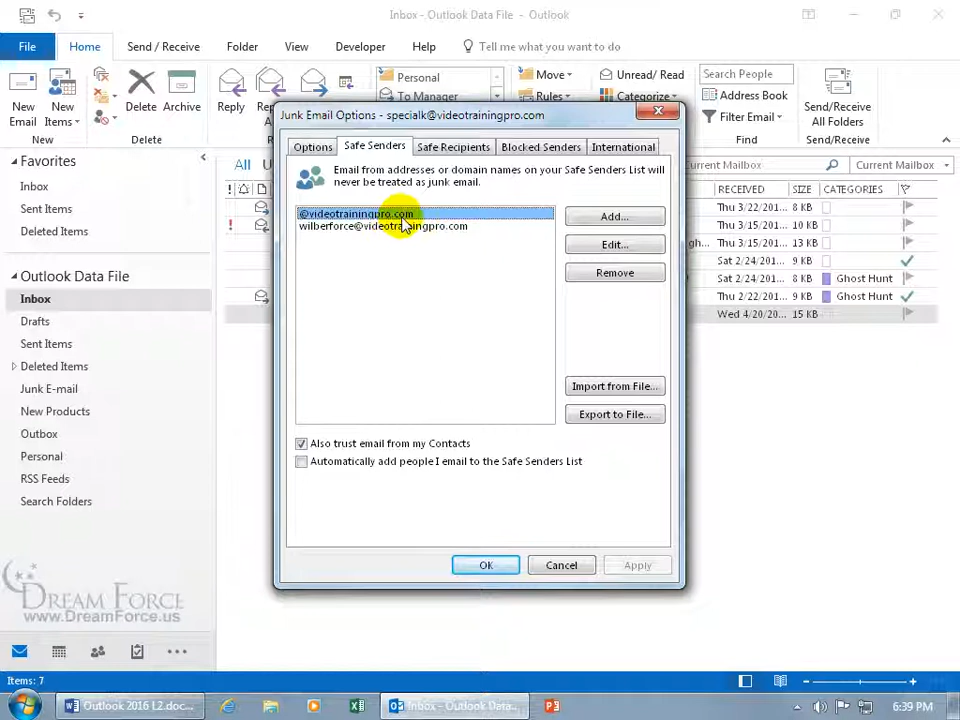 Inbox - Outlook Data File - Outlook
File Home Send / Receive Folder View Developer Help Tell me what you want to do
New Email
New Items
Delete
Archive
Reply
Personal
To Manager
Move
Rules
Unread/ Read
Categorize
Search People
Address Book
Filter Email
Send/Receive All Folders
New Delete Find
Favorites
Inbox
Sent Items
Deleted Items
Outlook Data File
Inbox
Drafts
Sent Items
Deleted Items
Junk E-mail
New Products
Outbox
Personal
RSS Feeds
Search Folders
DREAM FORCE
www.DreamForce.us
All
Current Mailbox
Current Mailbox
RECEIVED SIZE CATEGORIES
Thu 3/22/201... 8 KB
Thu 3/15/201... 8 KB
Thu 3/15/201... 7 KB
Sat 2/24/201... 9 KB
Sat 2/24/201... 8 KB Ghost Hunt
Thu 2/22/201... 9 KB Ghost Hunt
Wed 4/20/20... 15 KB
Junk Email Options - specialk@videotrainingpro.com
Options Safe Senders Safe Recipients Blocked Senders International
Email from addresses or domain names on your Safe Senders List will
never be treated as junk email.
@videotrainingpro.com
wilberforce@videotrainingpro.com
Add...
Edit...
Remove
Import from File...
Export to File...
Also trust email from my Contacts
Automatically add people I email to the Safe Senders List
OK Cancel Apply
Items: 7
Outlook 2016 L2.doc...
Inbox - Outlook Data...
6:39 PM